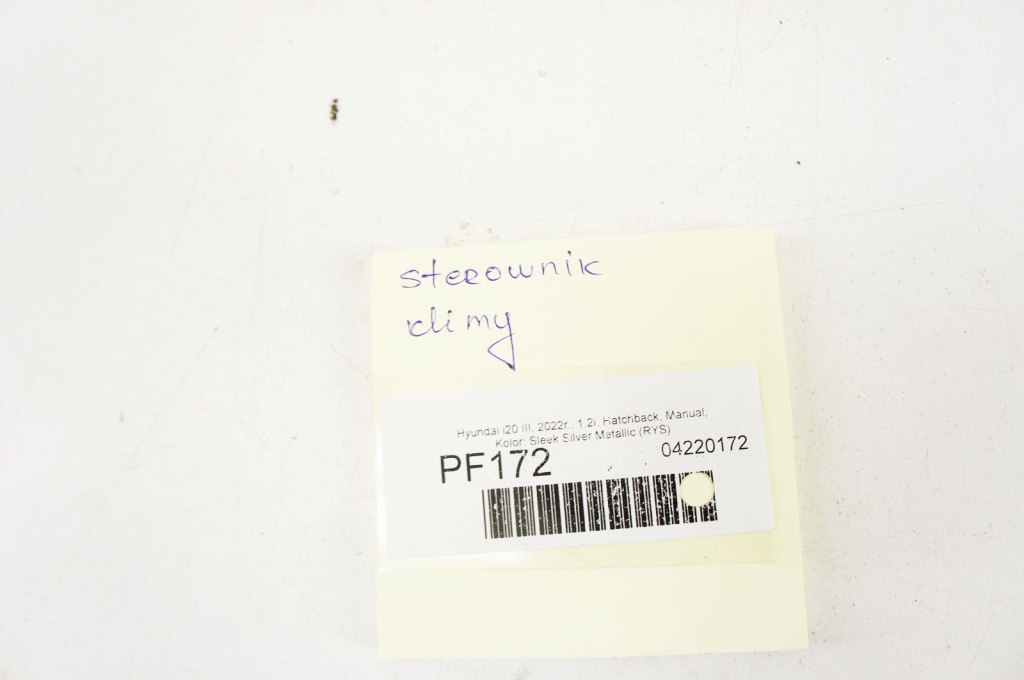 sterownik
klimy
Hyundai i20 III, 2022r., 1.2i, Hatchback, Manual,
Kolor: Sleek Silver Metallic (RYS)
PF172 04220172